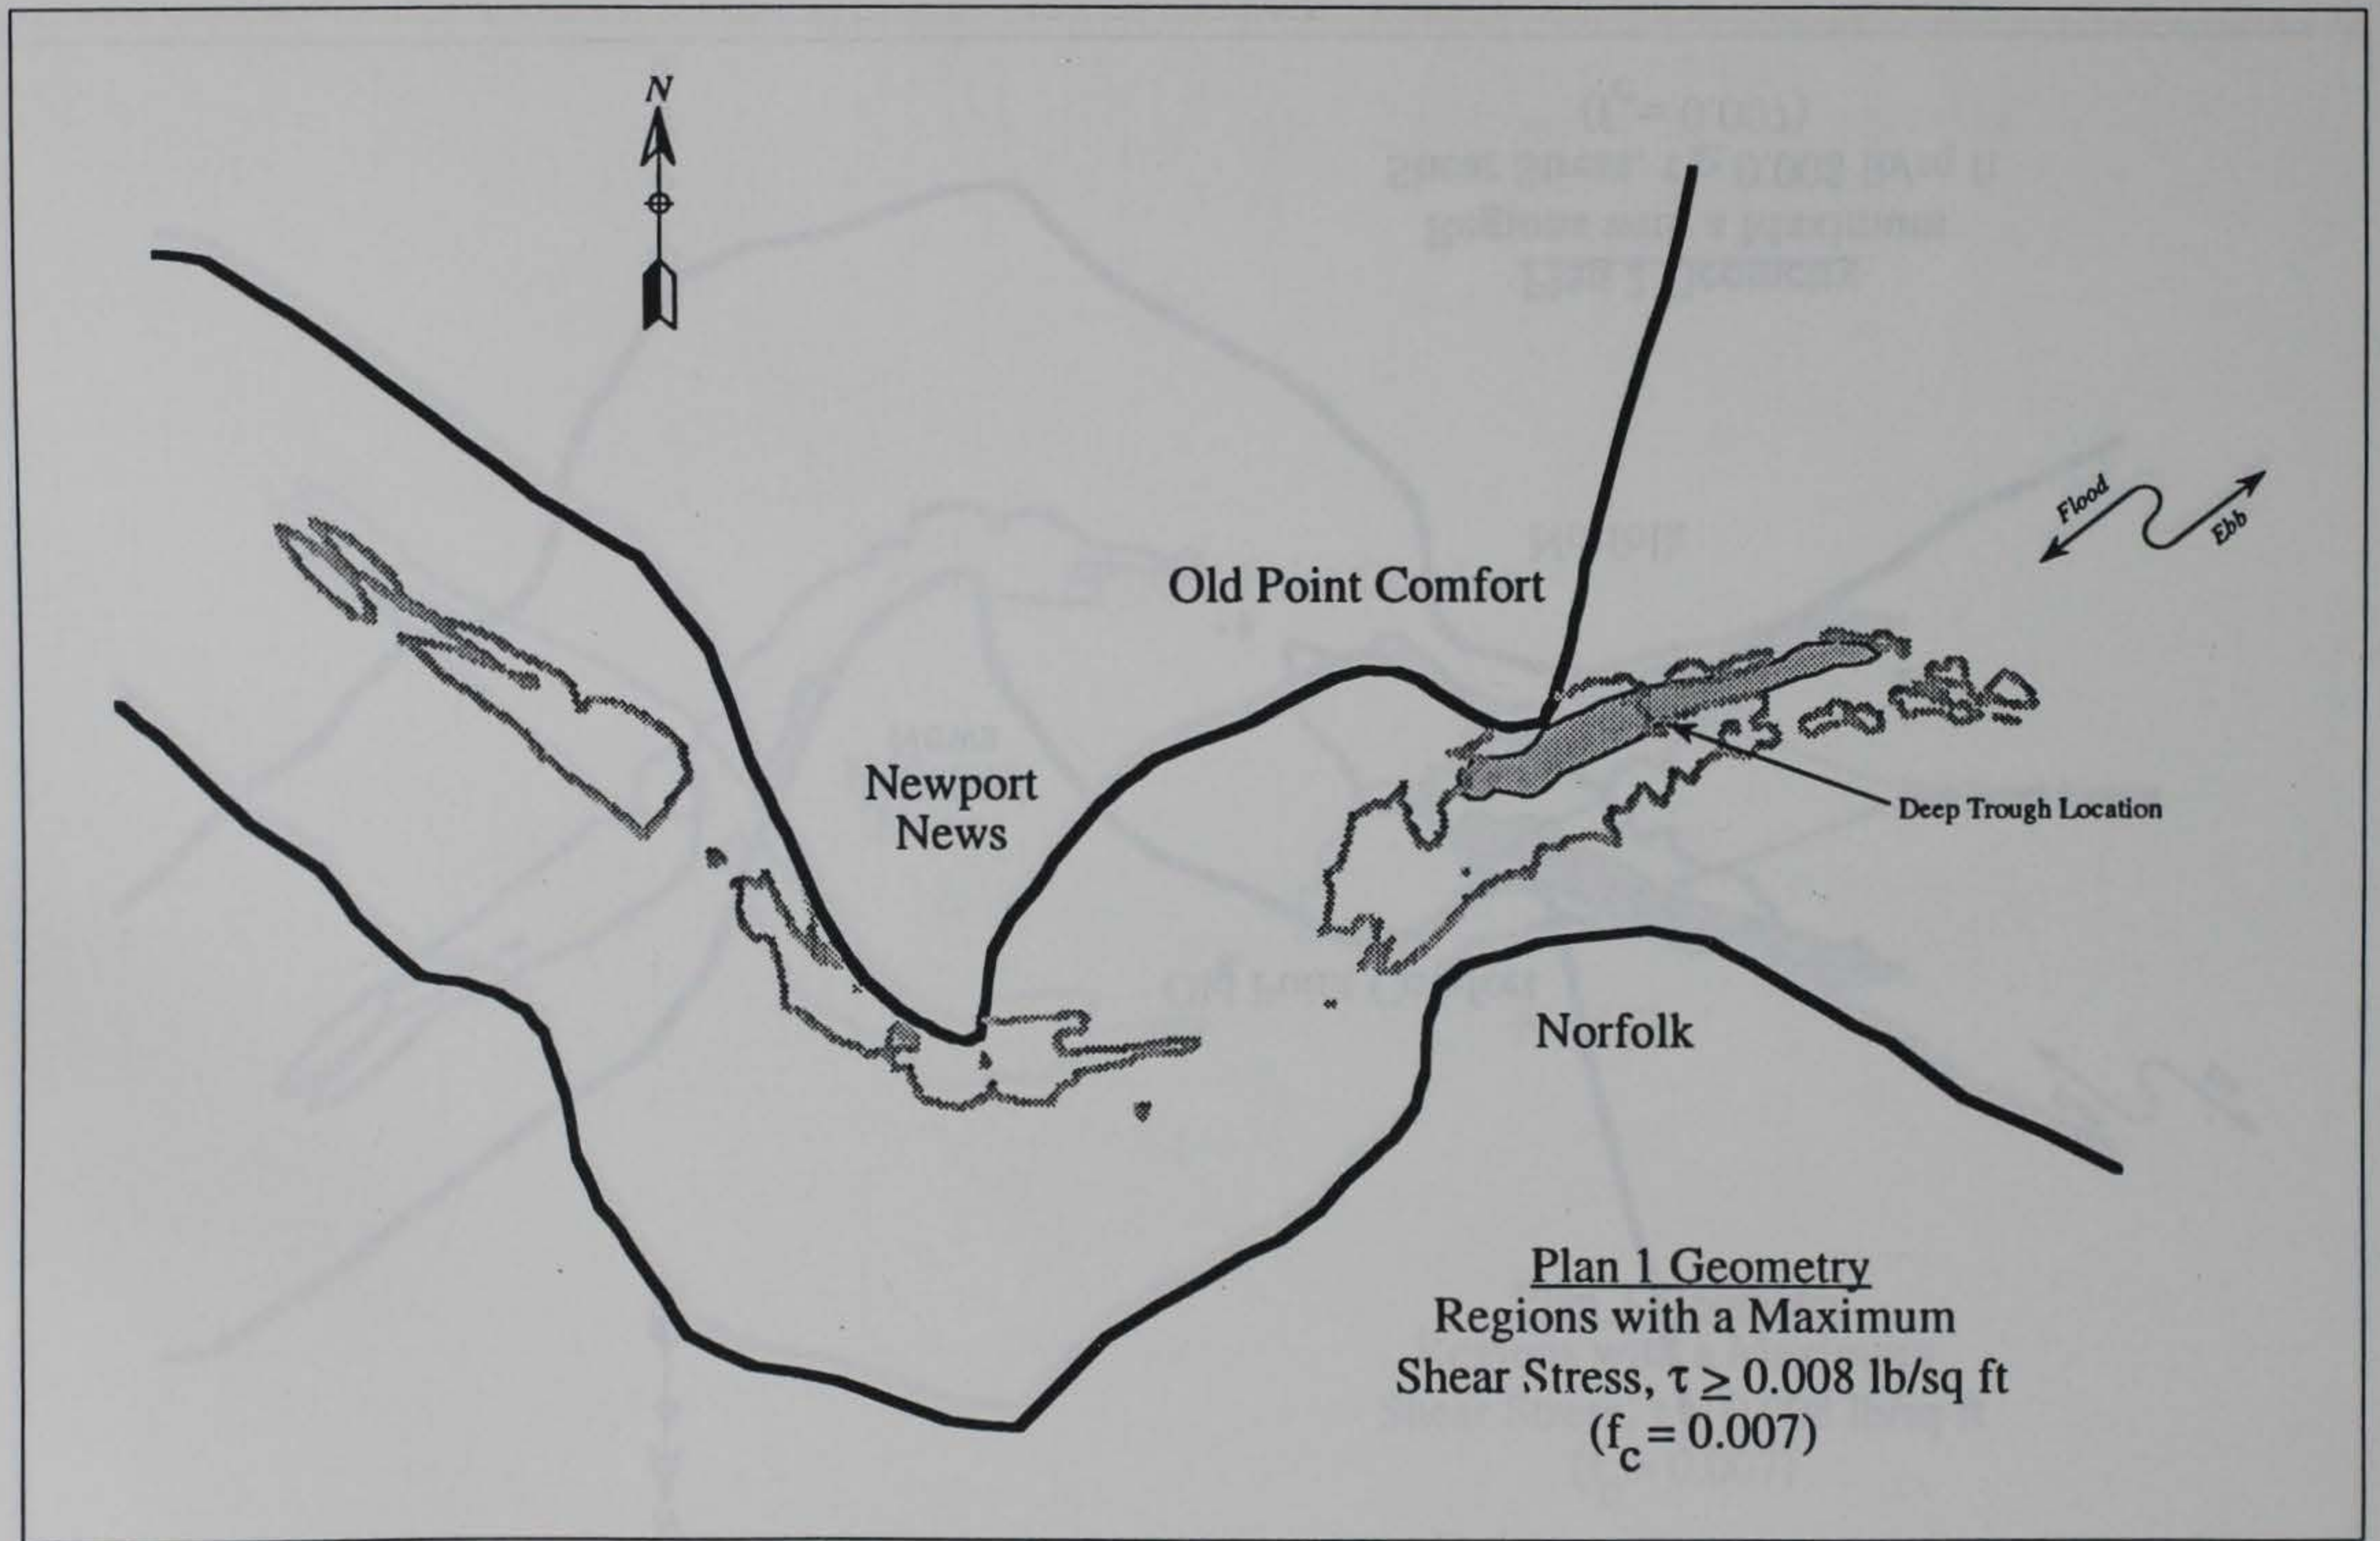 N
Flood
Ebb
Old Point Comfort
Newport
News
Deep Trough Location
Norfolk
Plan 1 Geometry
Regions with a Maximum
Shear Stress, τ ≥ 0.008 lb/sq ft
(fc = 0.007)